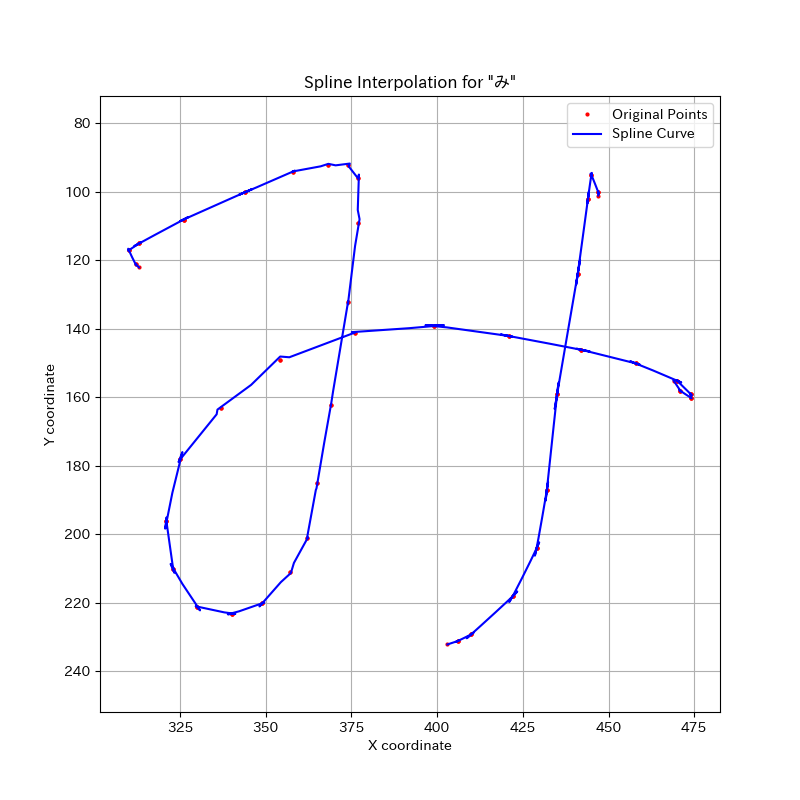 Spline Interpolation for "み"
Original Points
Spline Curve
Y coordinate
80
100
120
140
160
180
200
220
240
325 350 375 400 425 450 475
X coordinate
み